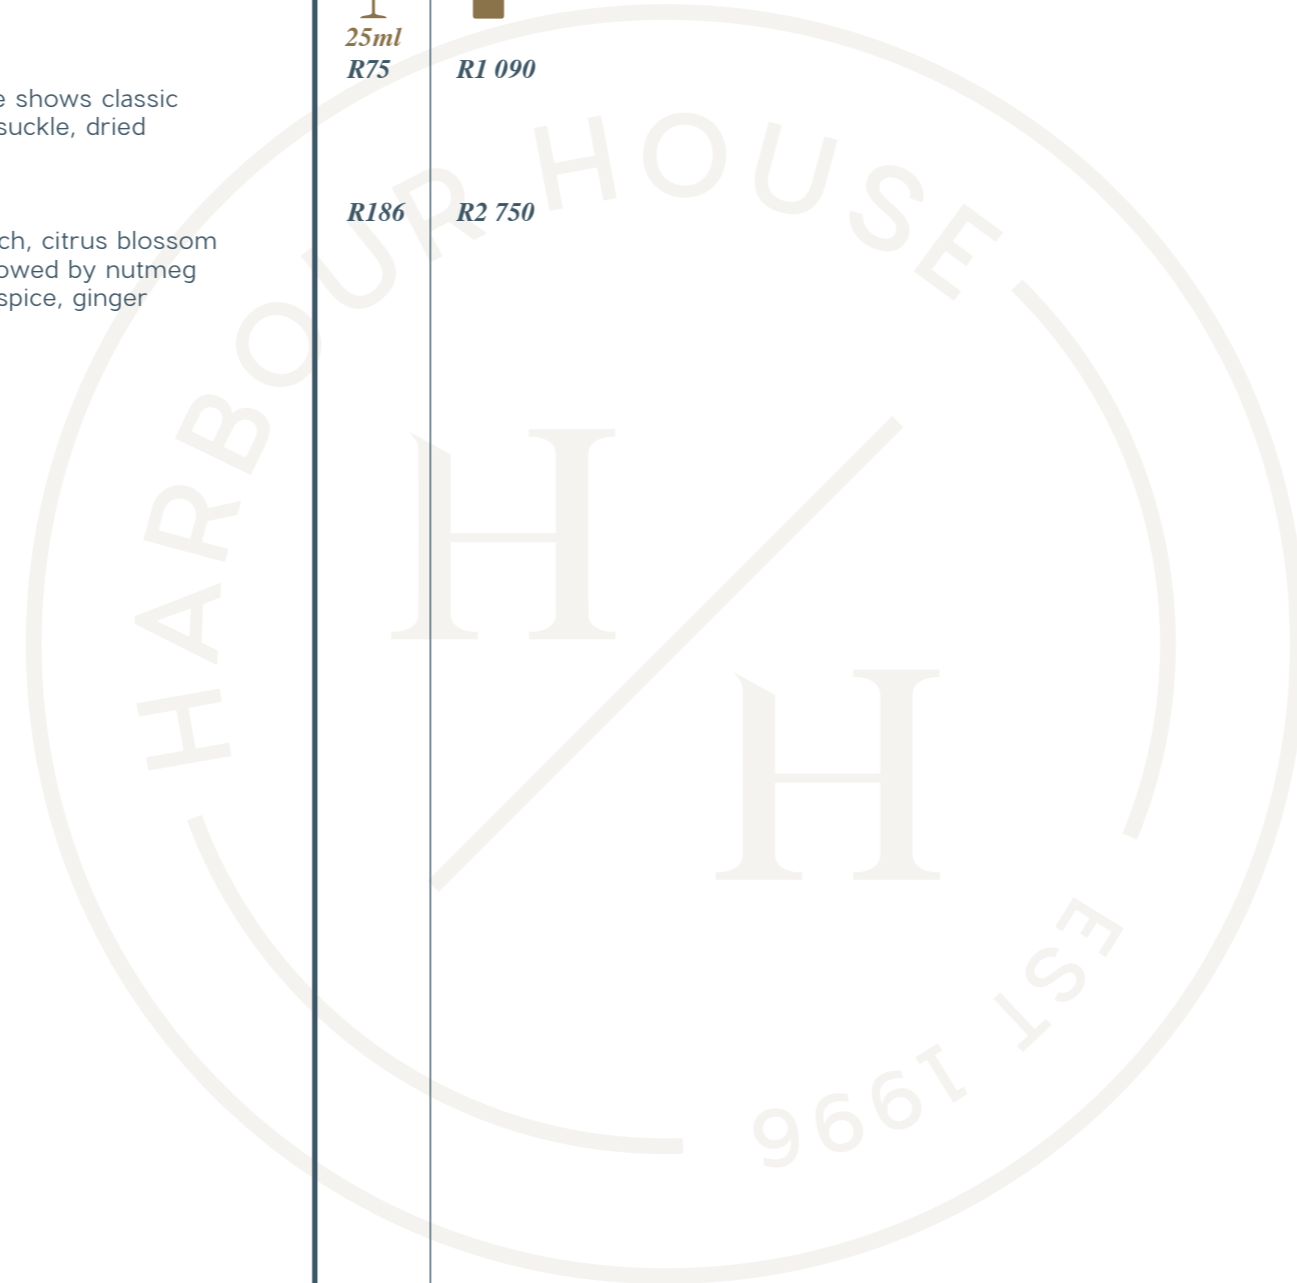 25ml
R75 R1 090
e shows classic
suckle, dried
R186 R2 750
ch, citrus blossom
owed by nutmeg
spice, ginger
HARBOUR HOUSE
H
H
EST 1996